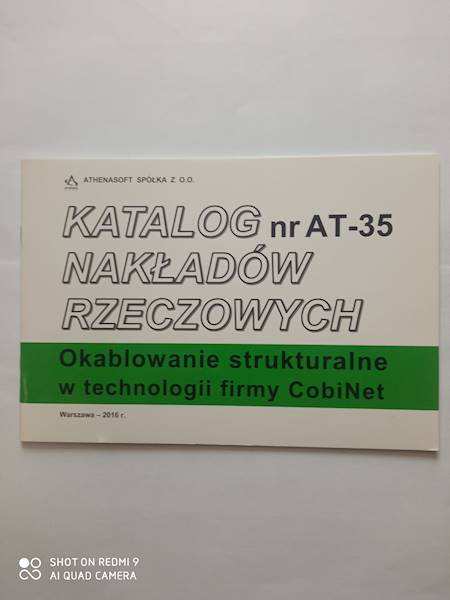 ATHENASOFT SPÓŁKA Z O.O.
KATALOG nr AT-35
NAKŁADÓW
RZECZOWYCH
Okablowanie strukturalne
w technologii firmy CobiNet
Warszawa – 2016 r.
SHOT ON REDMI 9
AI QUAD CAMERA